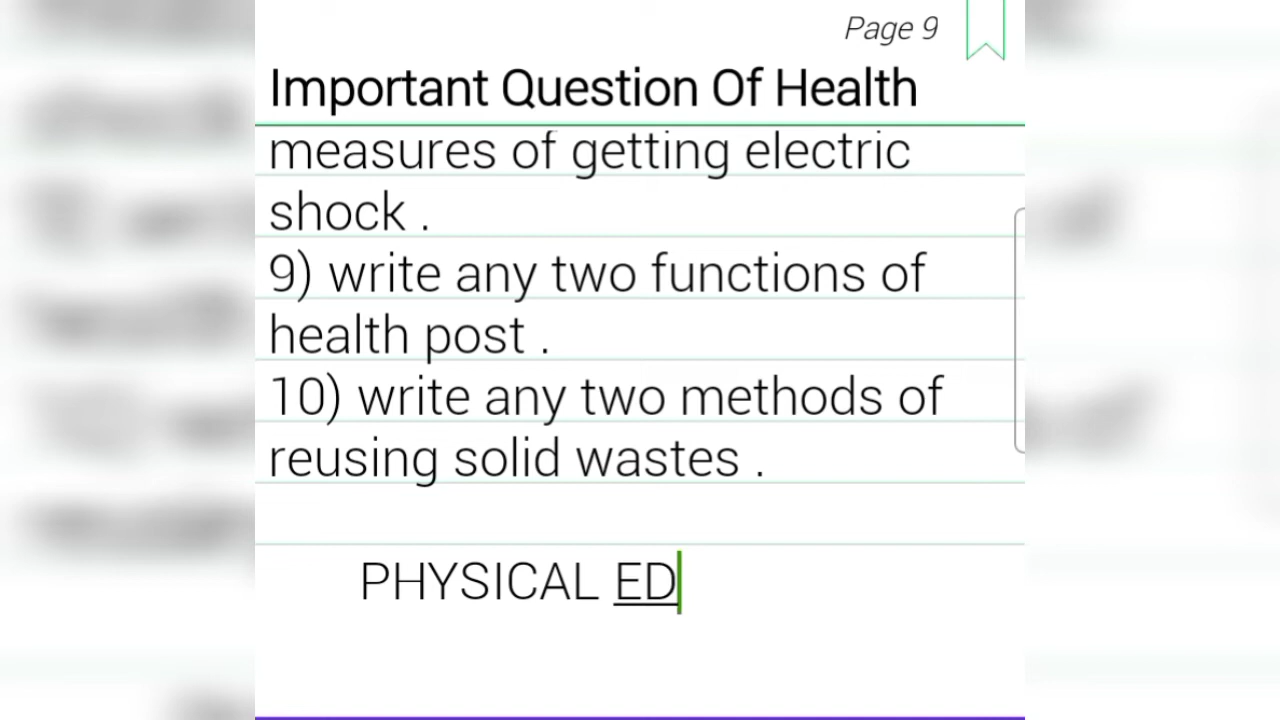 Page 9
Important Question Of Health
measures of getting electric
shock .
9) write any two functions of
health post .
10) write any two methods of
reusing solid wastes .
PHYSICAL ED